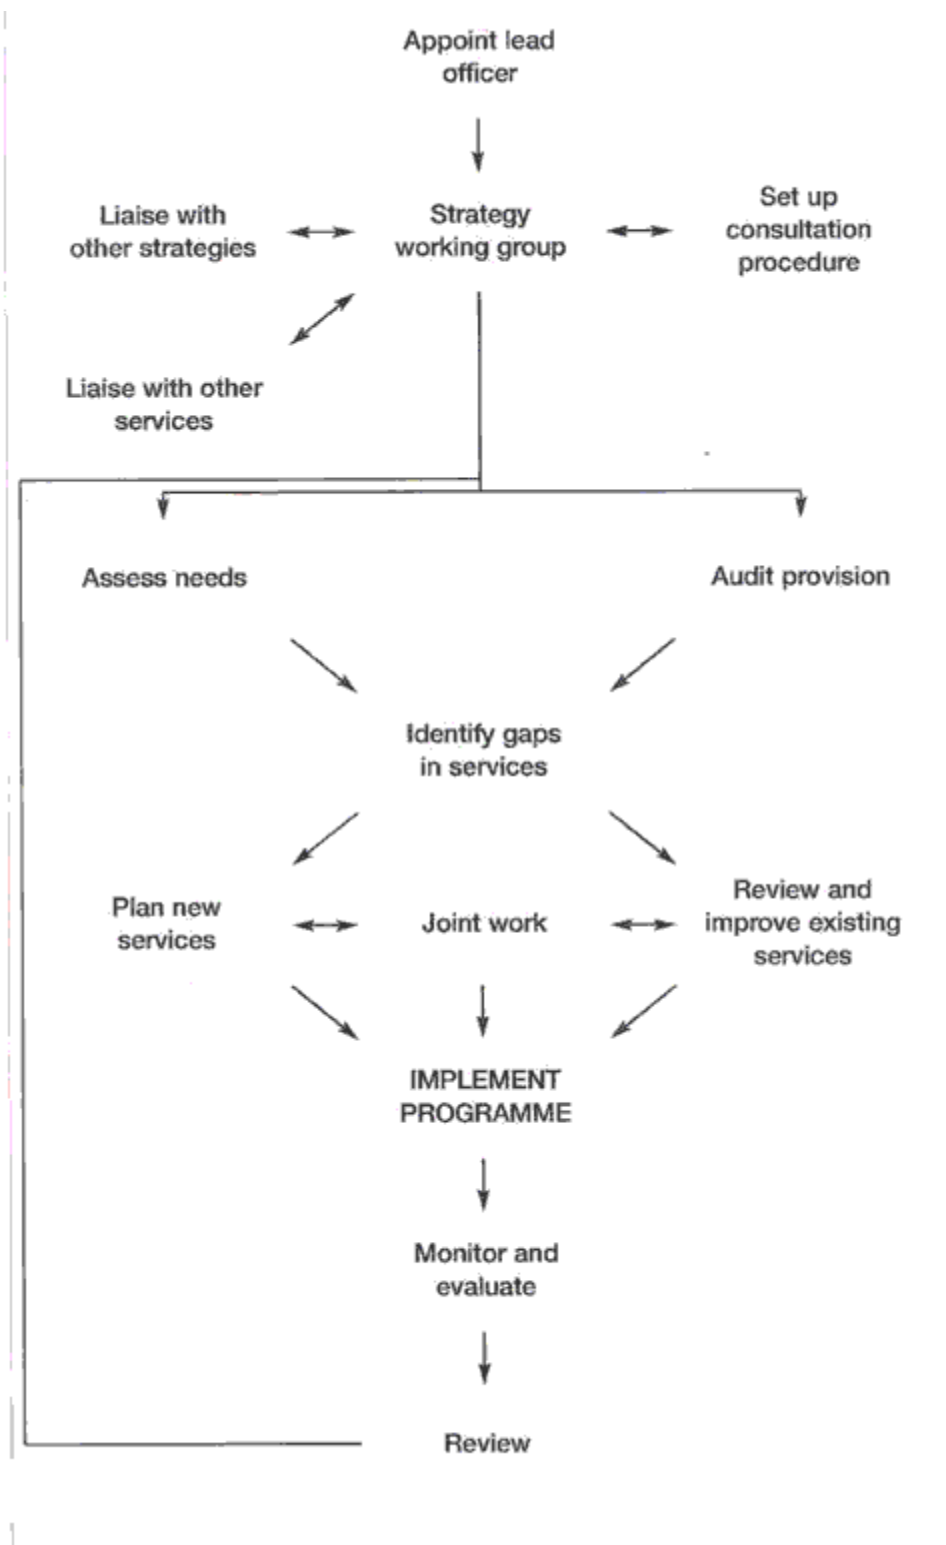 Appoint lead
officer
Liaise with
other strategies
Strategy
working group
Set up
consultation
procedure
Liaise with other
services
Assess needs
Audit provision
Identify gaps
in services
Plan new
services
Joint work
Review and
improve existing
services
IMPLEMENT
PROGRAMME
Monitor and
evaluate
Review